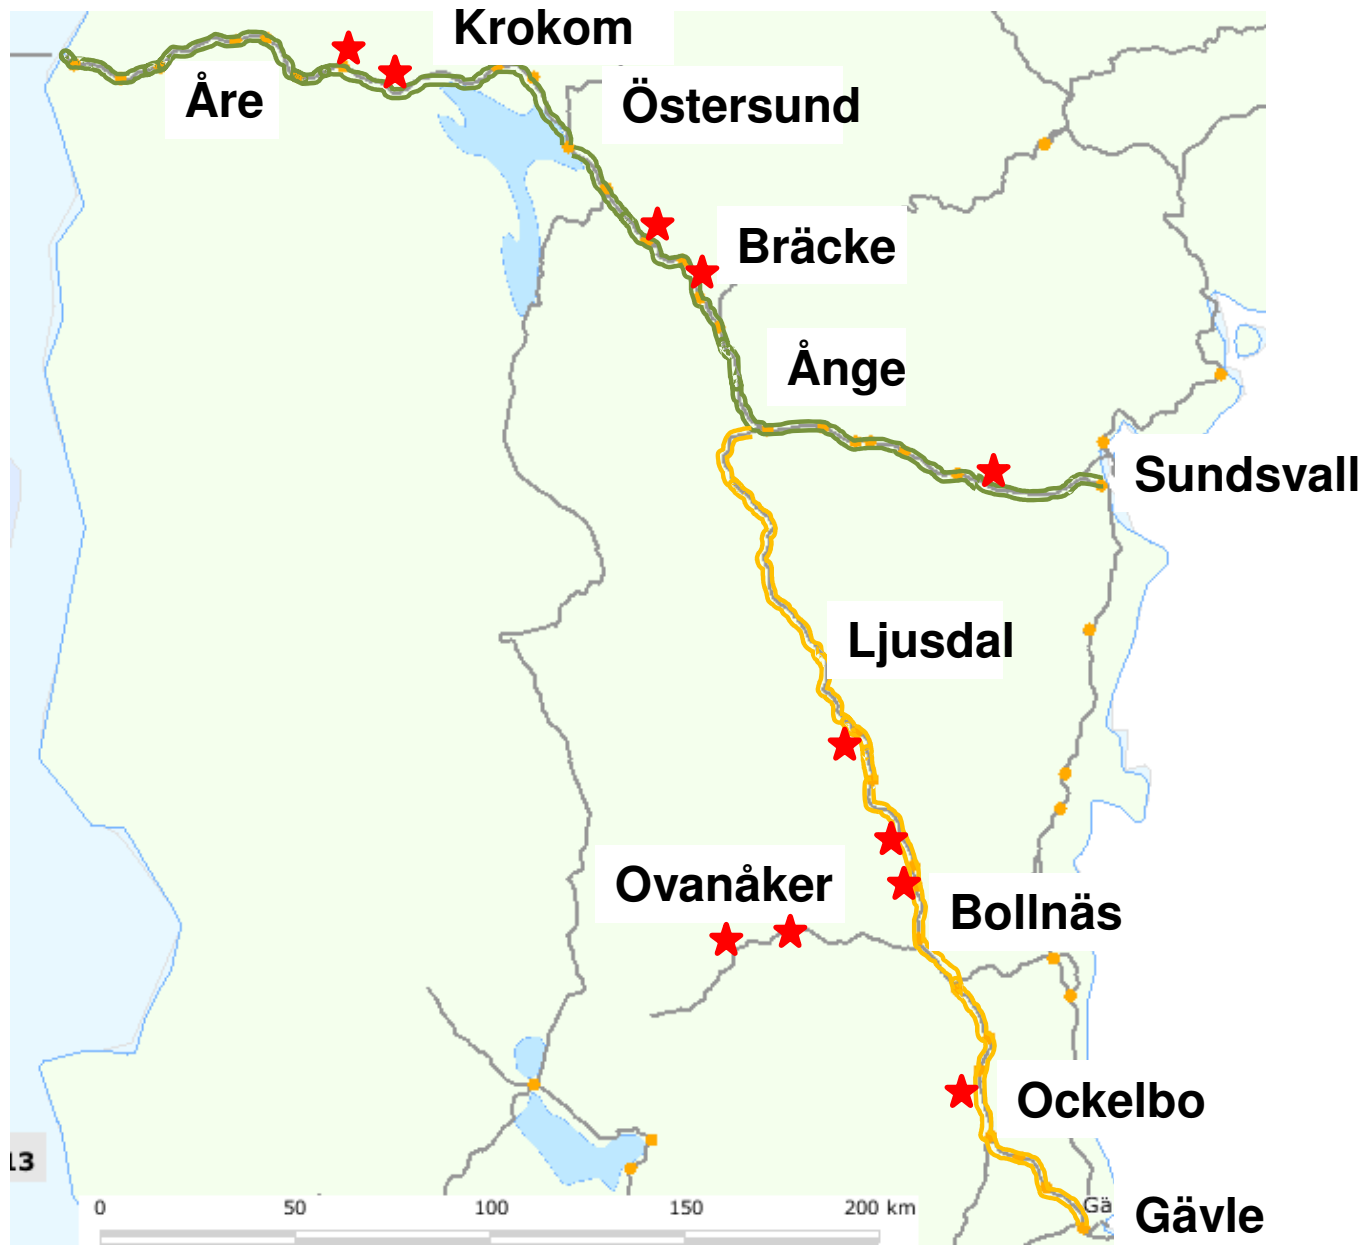 Krokom
Åre
Östersund
Bräcke
Ånge
Sundsvall
Ljusdal
Ovanåker
Bollnäs
Ockelbo
13
0 50 100 150 200 km
Gä
Gävle